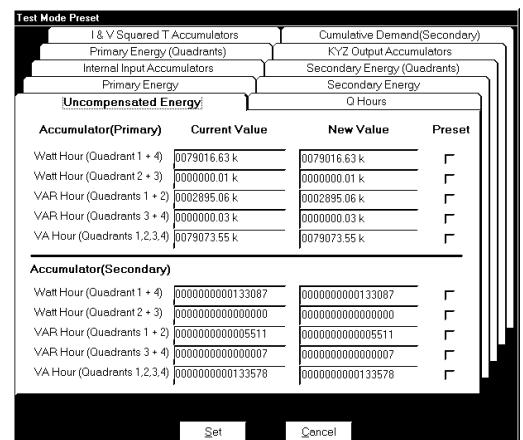 Test Mode Preset
I & V Squared T Accumulators Cumulative Demand(Secondary)
Primary Energy (Quadrants) KYZ Output Accumulators
Internal Input Accumulators Secondary Energy (Quadrants)
Primary Energy Secondary Energy
Uncompensated Energy Q Hours
Accumulator(Primary) Current Value New Value Preset
Watt Hour (Quadrant 1 + 4) 0079016.63 k 0079016.63 k
Watt Hour (Quadrant 2 + 3) 0000000.01 k 0000000.01 k
VAR Hour (Quadrants 1 + 2) 0002895.06 k 0002895.06 k
VAR Hour (Quadrants 3 + 4) 0000000.03 k 0000000.03 k
VA Hour (Quadrants 1,2,3,4) 0079073.55 k 0079073.55 k
Accumulator(Secondary)
Watt Hour (Quadrant 1 + 4) 0000000000133087 0000000000133087
Watt Hour (Quadrant 2 + 3) 0000000000000000 0000000000000000
VAR Hour (Quadrants 1 + 2) 0000000000005511 0000000000005511
VAR Hour (Quadrants 3 + 4) 0000000000000007 0000000000000007
VA Hour (Quadrants 1,2,3,4) 0000000000133578 0000000000133578
Set Cancel